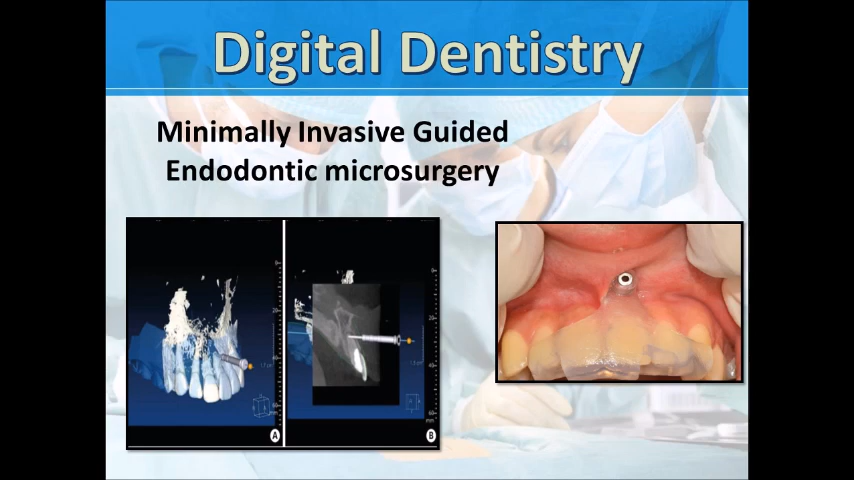 Digital Dentistry
Minimally Invasive Guided
Endodontic microsurgery
A
B